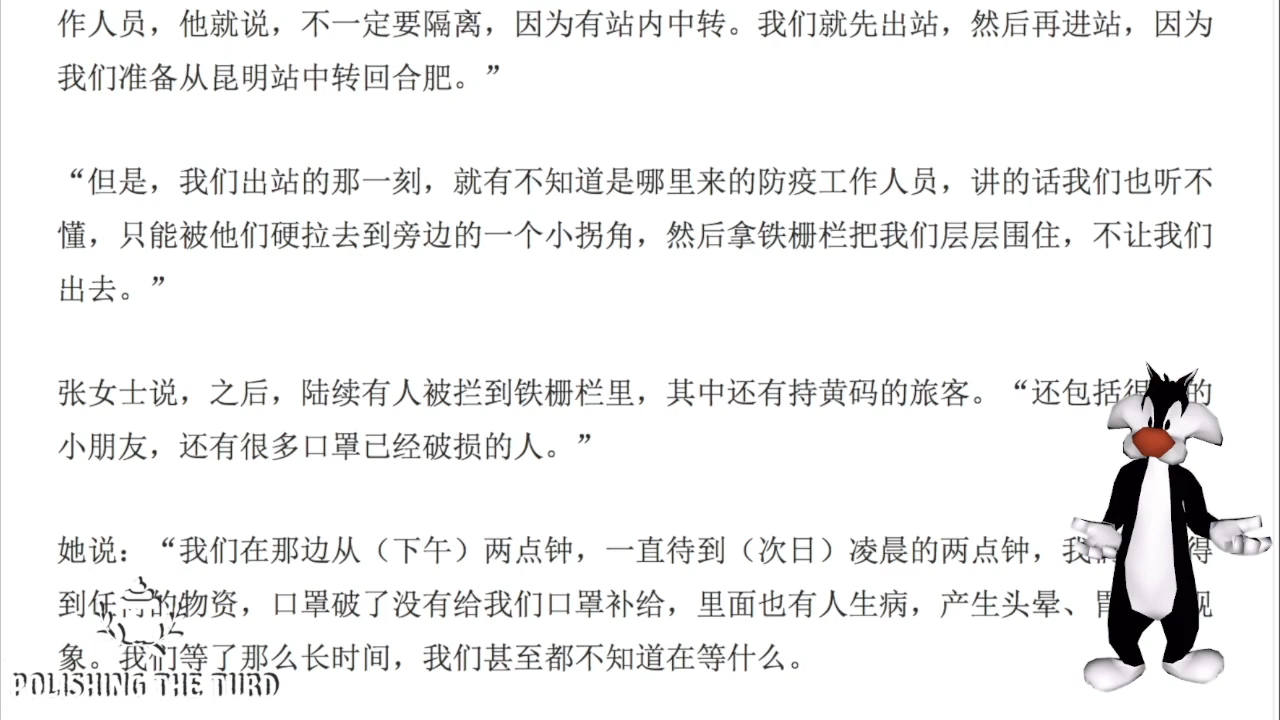 作人员，他就说，不一定要隔离，因为有站内中转。我们就先出站，然后再进站，因为
我们准备从昆明站中转回合肥。”
“但是，我们出站的那一刻，就有不知道是哪里来的防疫工作人员，讲的话我们也听不
懂，只能被他们硬拉去到旁边的一个小拐角，然后拿铁栅栏把我们层层围住，不让我们
出去。”
张女士说，之后，陆续有人被拦到铁栅栏里，其中还有持黄码的旅客。“还包括很 的
小朋友，还有很多口罩已经破损的人。”
她说：“我们在那边从（下午）两点钟，一直待到（次日）凌晨的两点钟，我 得
到任 的物资，口罩破了没有给我们口罩补给，里面也有人生病，产生头晕、胃 现
象。我们等了那么长时间，我们甚至都不知道在等什么。
POLISHING THE TURD